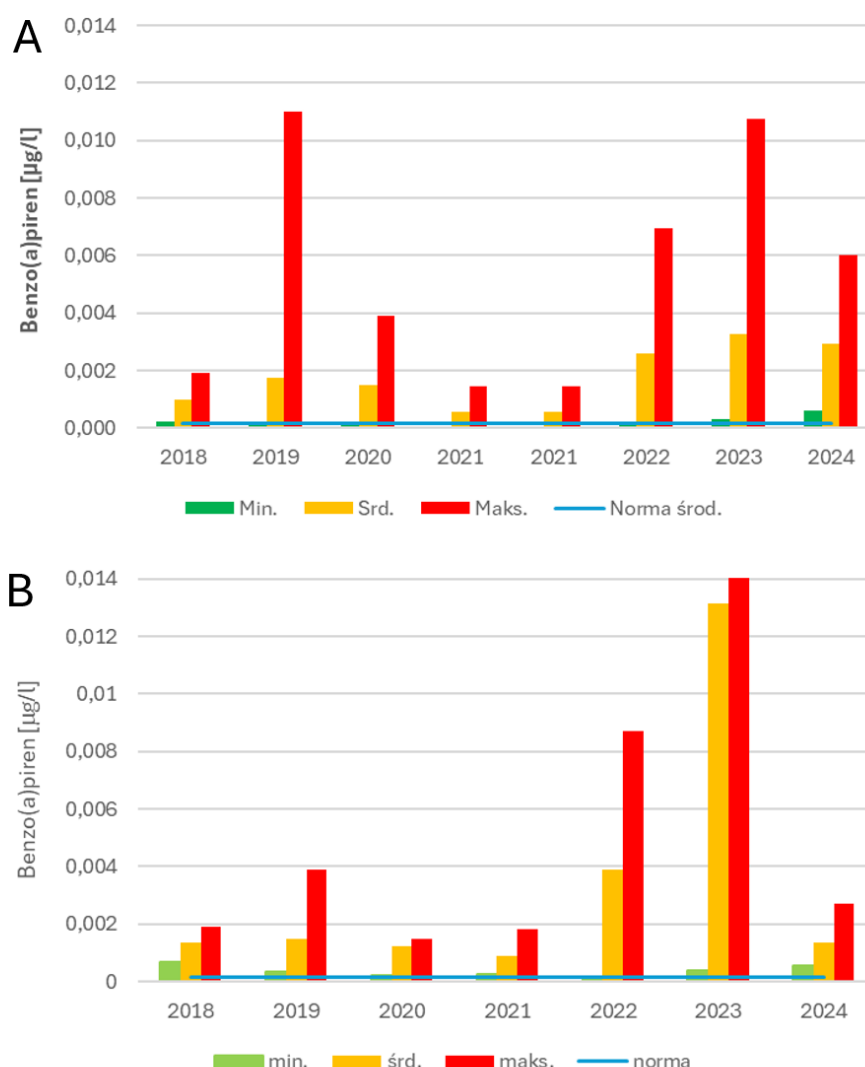 A
Benzo(a)piren [µg/l]
0,014
0,012
0,010
0,008
0,006
0,004
0,002
0,000
2018 2019 2020 2021 2021 2022 2023 2024
Min. Srd. Maks. Norma środ.
B
Benzo(a)piren [µg/l]
0,014
0,012
0,01
0,008
0,006
0,004
0,002
0
2018 2019 2020 2021 2022 2023 2024
min. śrd. maks. norma